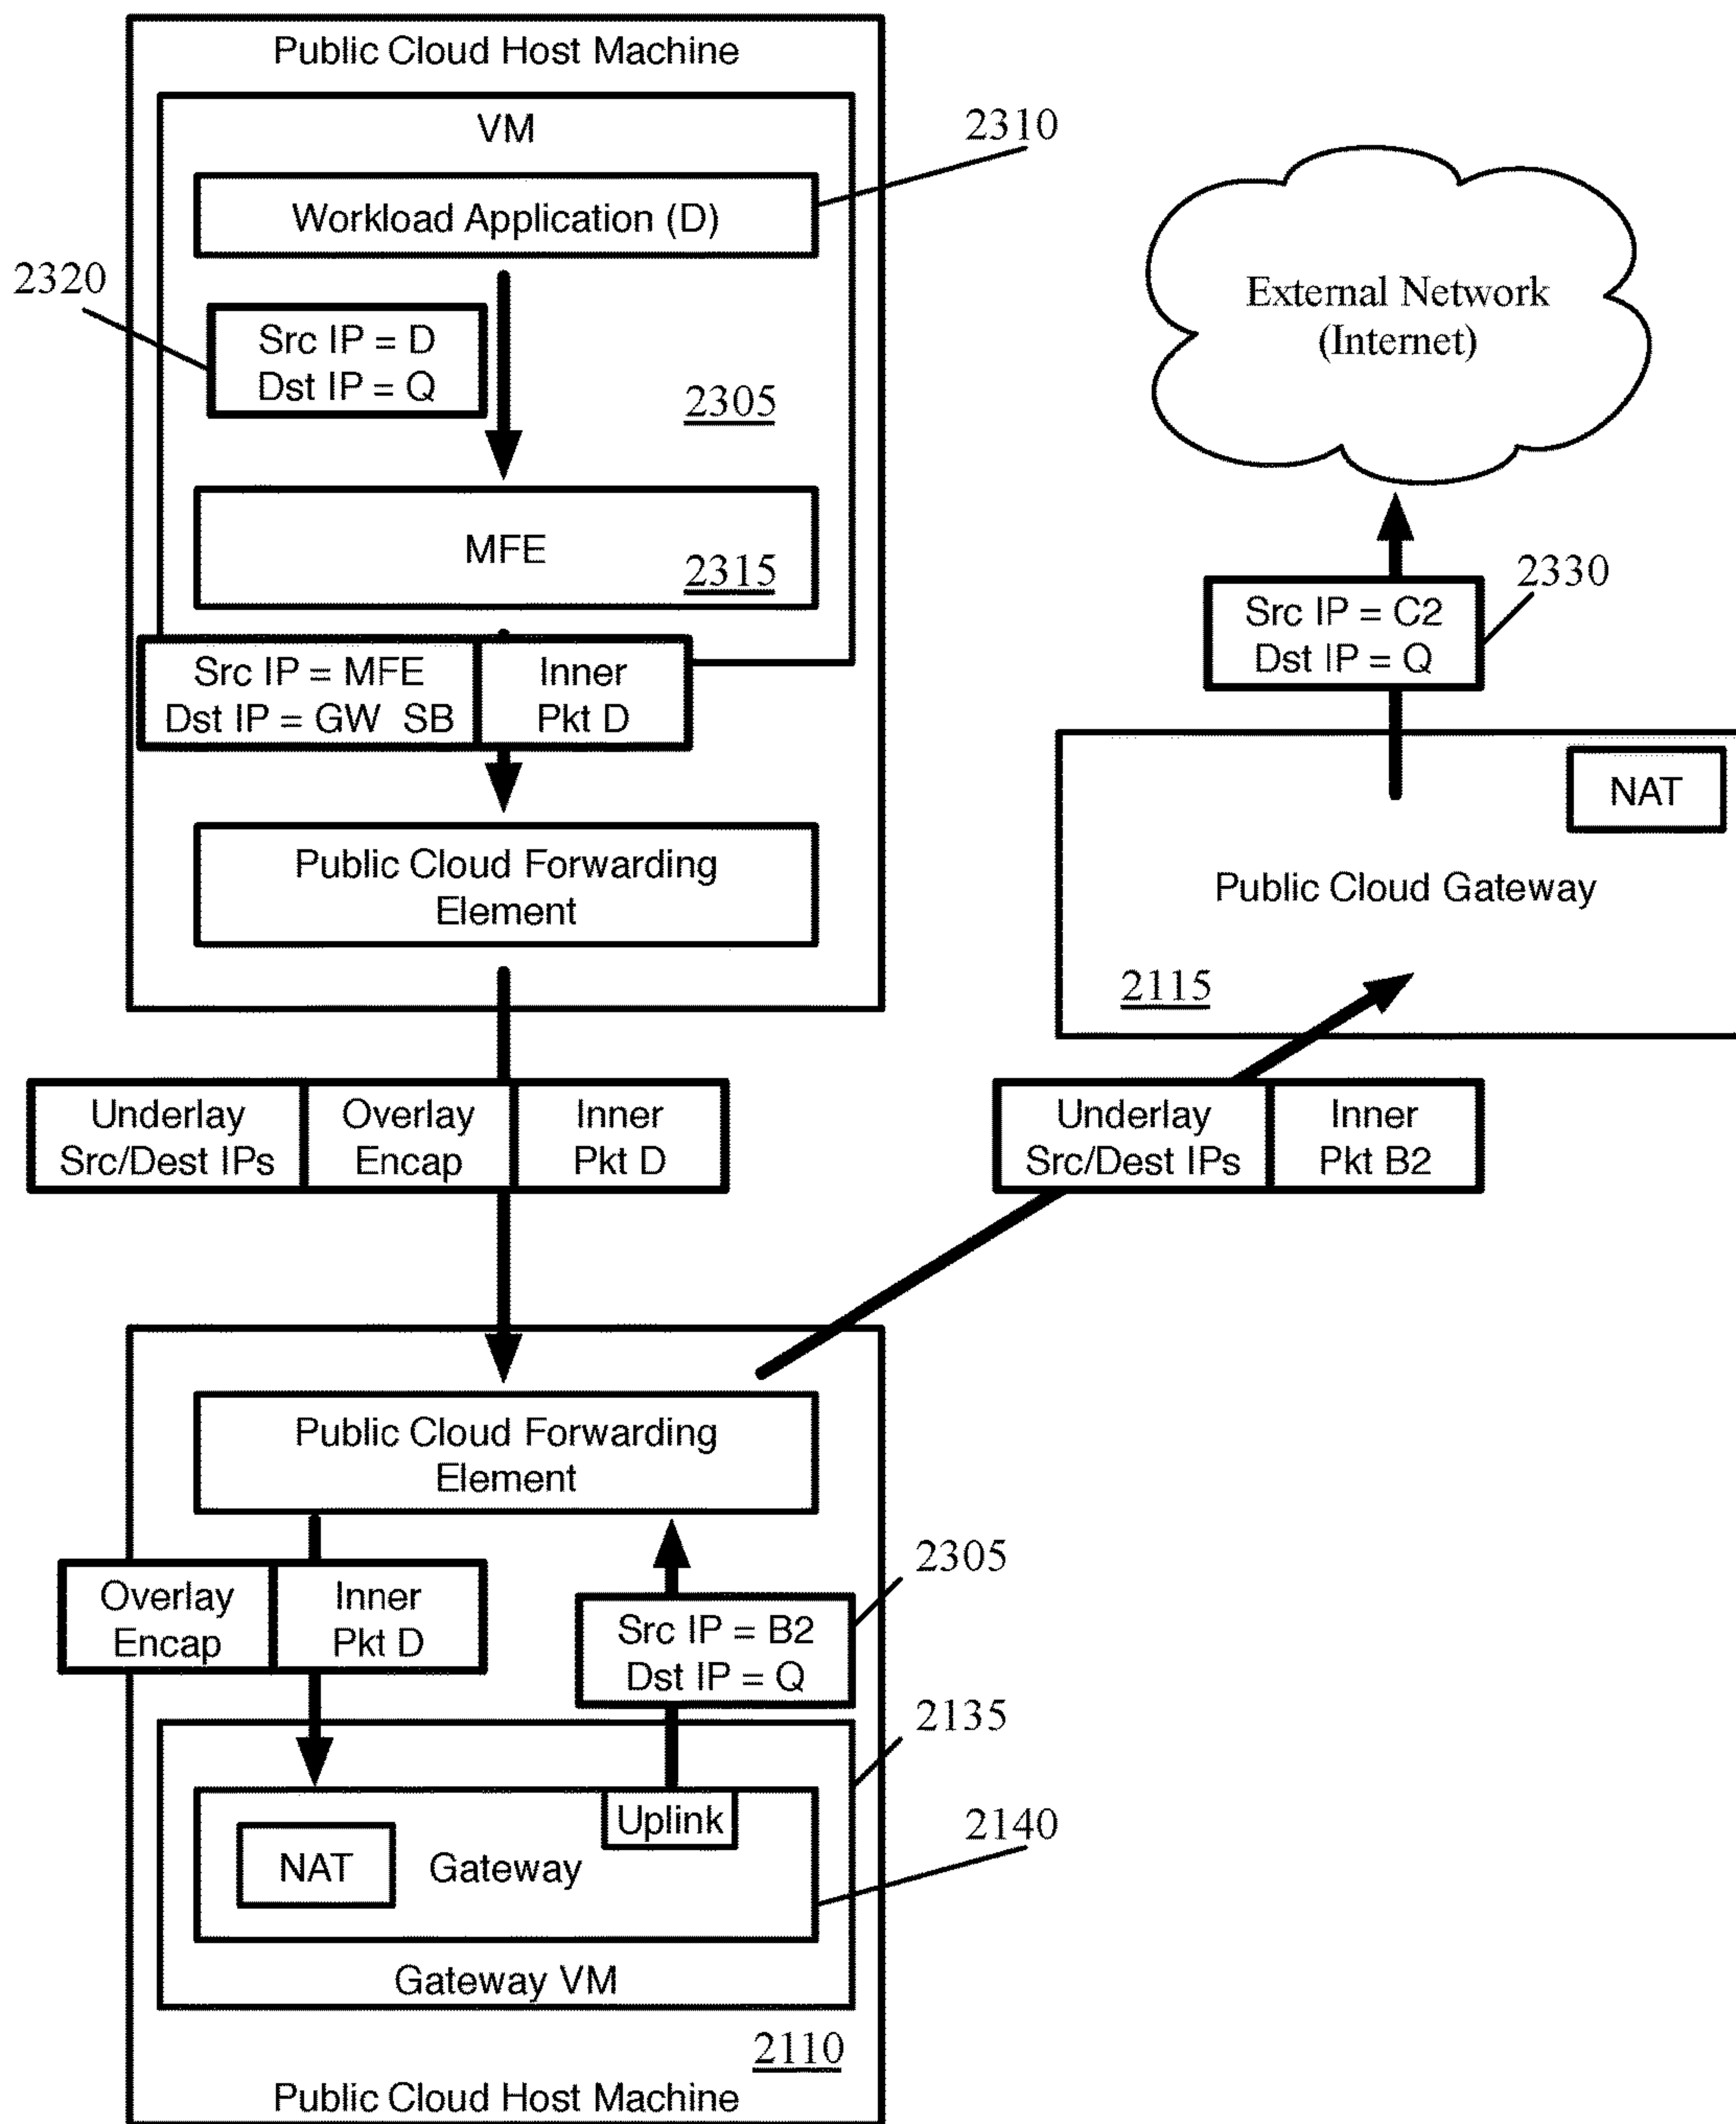 Public Cloud Host Machine
VM
2310
Workload Application (D)
2320
Src IP = D
Dst IP = Q
2305
MFE
2315
Src IP = MFE
Dst IP = GW SB
Inner
Pkt D
Public Cloud Forwarding
Element
External Network
(Internet)
2330
Src IP = C2
Dst IP = Q
NAT
Public Cloud Gateway
2115
Underlay
Src/Dest IPs
Overlay
Encap
Inner
Pkt D
Underlay
Src/Dest IPs
Inner
Pkt B2
Public Cloud Forwarding
Element
Overlay
Encap
Inner
Pkt D
2305
Src IP = B2
Dst IP = Q
2135
Uplink
2140
NAT
Gateway
Gateway VM
2110
Public Cloud Host Machine